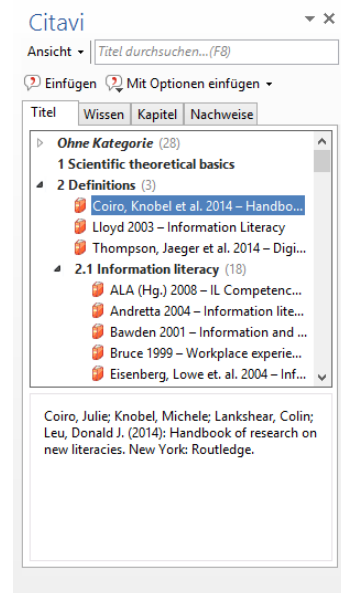 Citavi
Ansicht Titel durchsuchen...(F8)
Einfügen Mit Optionen einfügen
Titel Wissen Kapitel Nachweise
Ohne Kategorie (28)
1 Scientific theoretical basics
2 Definitions (3)
Coiro, Knobel et al. 2014 – Handbo...
Lloyd 2003 – Information Literacy
Thompson, Jaeger et al. 2014 – Digi...
2.1 Information literacy (18)
ALA (Hg.) 2008 – IL Competenc...
Andretta 2004 – Information lite...
Bawden 2001 – Information and ...
Bruce 1999 – Workplace experie...
Eisenberg, Lowe et. al. 2004 – Inf...
Coiro, Julie; Knobel, Michele; Lankshear, Colin;
Leu, Donald J. (2014): Handbook of research on
new literacies. New York: Routledge.